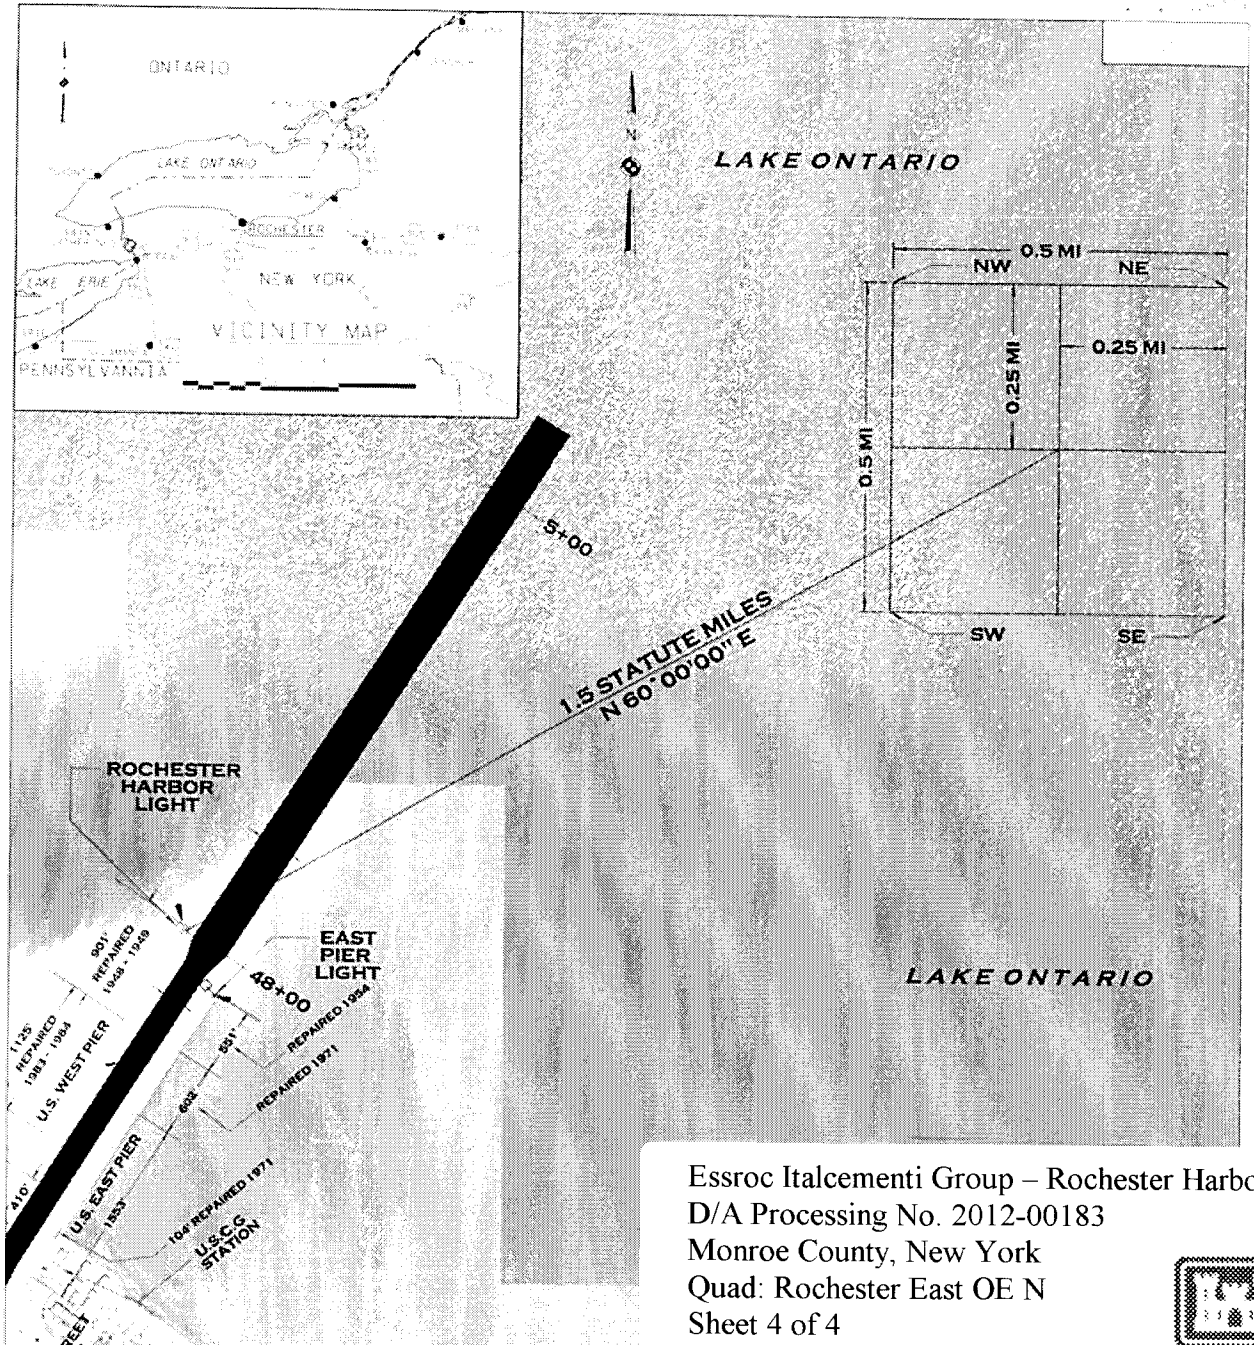 ONTARIO
LAKE ONTARIO
ROCHESTER
LAKE ERIE
NEW YORK
VICINITY MAP
PENNSYLVANNIA
N
LAKE ONTARIO
0.5 MI
NW
NE
0.25 MI
0.25 MI
0.5 MI
SW
SE
5+00
1.5 STATUTE MILES
N 60°00'00" E
ROCHESTER
HARBOR
LIGHT
EAST
PIER
LIGHT
48+00
901'
REPAIRED
1948 - 1949
1125'
REPAIRED
1983 - 1984
U.S. WEST PIER
551'
REPAIRED 1954
602'
REPAIRED 1971
410'
U.S. EAST PIER
1553'
104' REPAIRED 1971
U.S.C.G.
STATION
REET
LAKE ONTARIO
Essroc Italcementi Group – Rochester Harbo
D/A Processing No. 2012-00183
Monroe County, New York
Quad: Rochester East OE N
Sheet 4 of 4